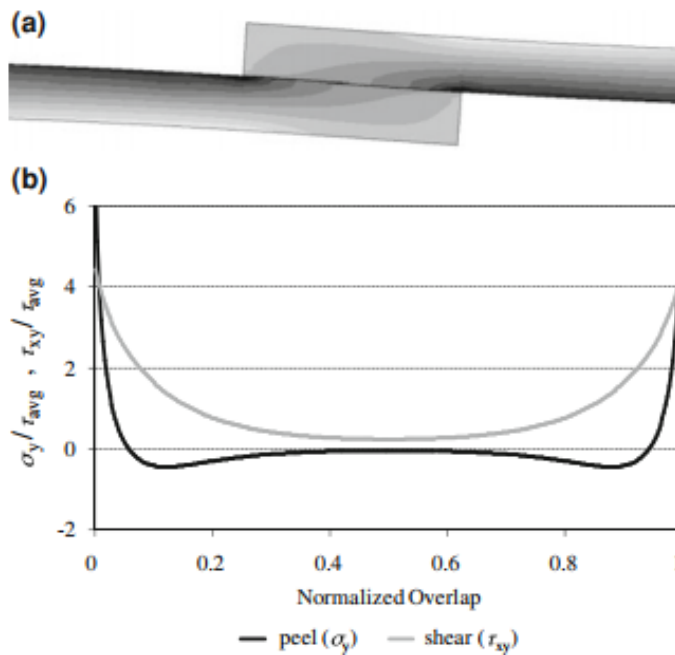 (a)
(b)
6
4
2
0
-2
σy/τavg , τxy/τavg
0 0.2 0.4 0.6 0.8
Normalized Overlap
peel (σy) shear (τxy)